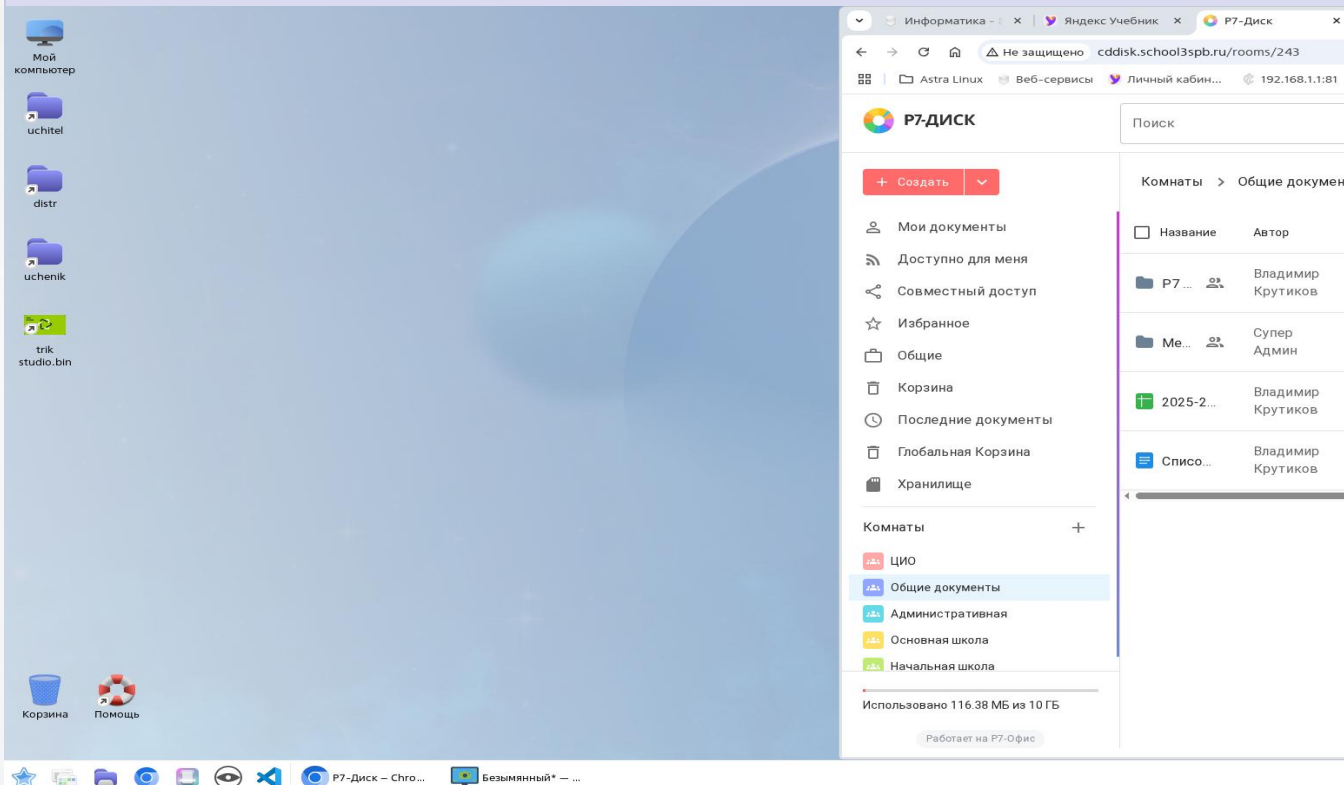 Мой
компьютер
uchitel
distr
uchenik
trik
studio.bin
Корзина
Помощь
Информатика –
Яндекс Учебник
Р7-Диск
Не защищено
cddisk.school3spb.ru/rooms/243
Astra Linux
Веб-сервисы
Личный кабин...
192.168.1.1:81
Р7-ДИСК
Поиск
+ Создать
Мои документы
Доступно для меня
Совместный доступ
Избранное
Общие
Корзина
Последние документы
Глобальная Корзина
Хранилище
Комнаты +
ЦИО
Общие документы
Административная
Основная школа
Начальная школа
Использовано 116.38 МБ из 10 ГБ
Работает на Р7-Офис
Комнаты > Общие докумен
Название Автор
Р7 ... Владимир
Крутиков
Ме... Супер
Админ
2025-2... Владимир
Крутиков
Списо... Владимир
Крутиков
Р7-Диск – Chro...
Безымянный* — ...